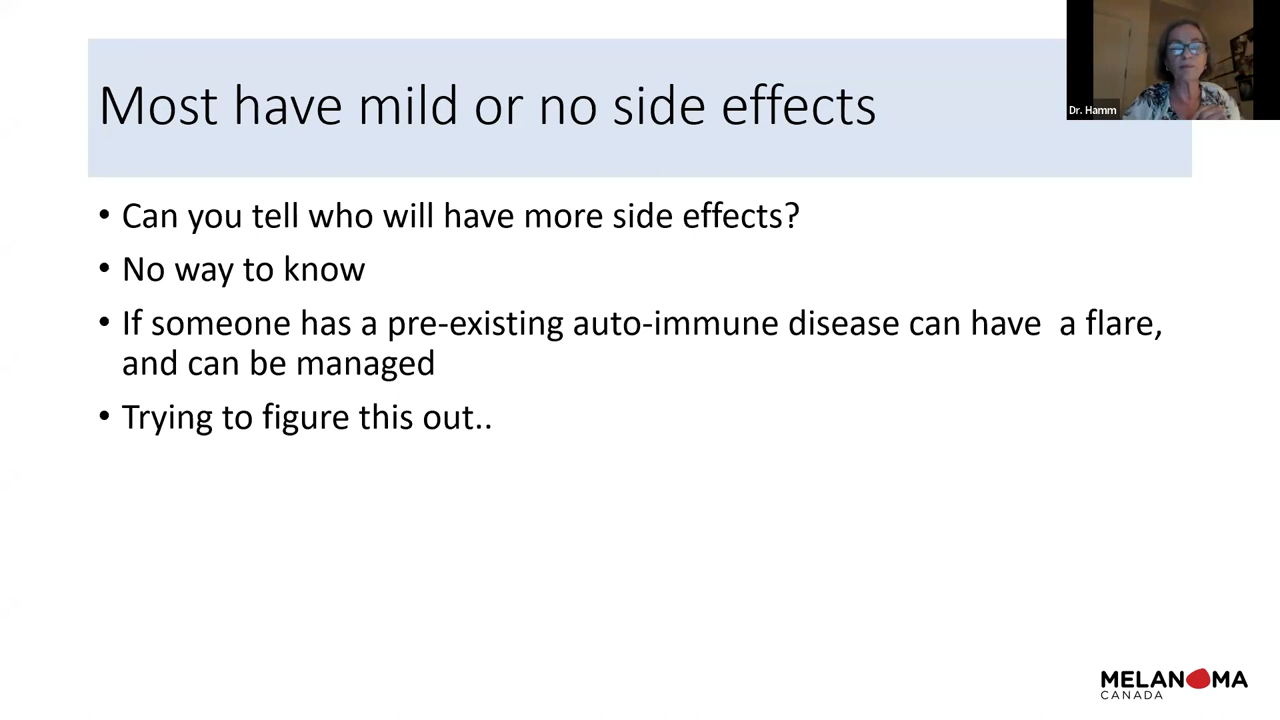 Most have mild or no side effects
Dr. Hamm
• Can you tell who will have more side effects?
• No way to know
• If someone has a pre-existing auto-immune disease can have  a flare,
and can be managed
• Trying to figure this out..
MELANOMA
CANADA